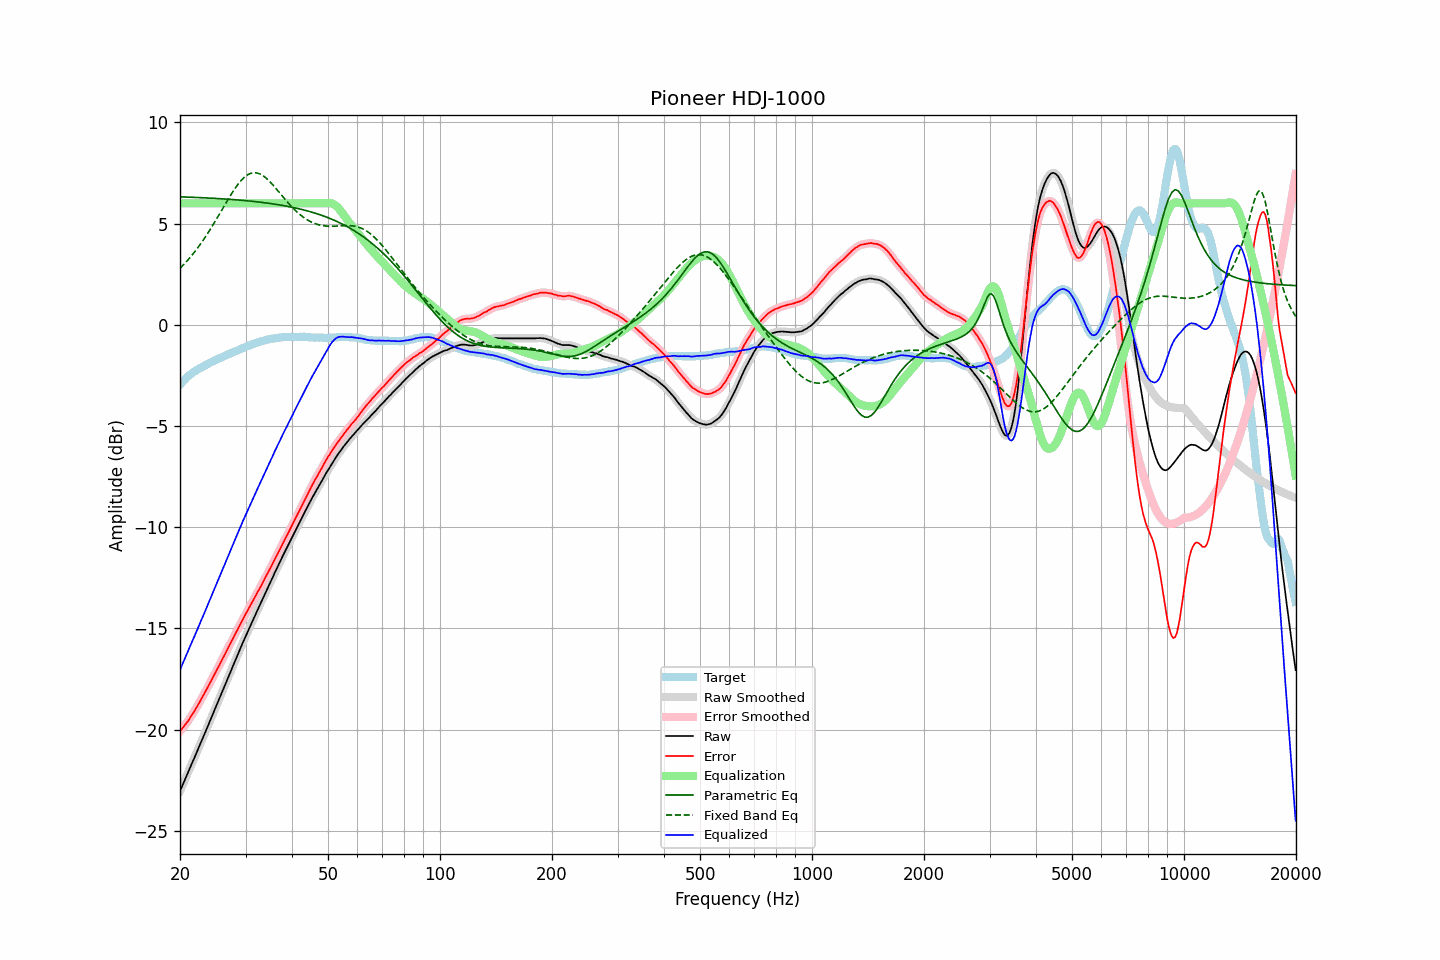 Pioneer HDJ-1000
Amplitude (dBr)
10
5
0
−5
−10
−15
−20
−25
Target
Raw Smoothed
Error Smoothed
Raw
Error
Equalization
Parametric Eq
Fixed Band Eq
Equalized
20 50 100 200 500 1000 2000 5000 10000 20000
Frequency (Hz)